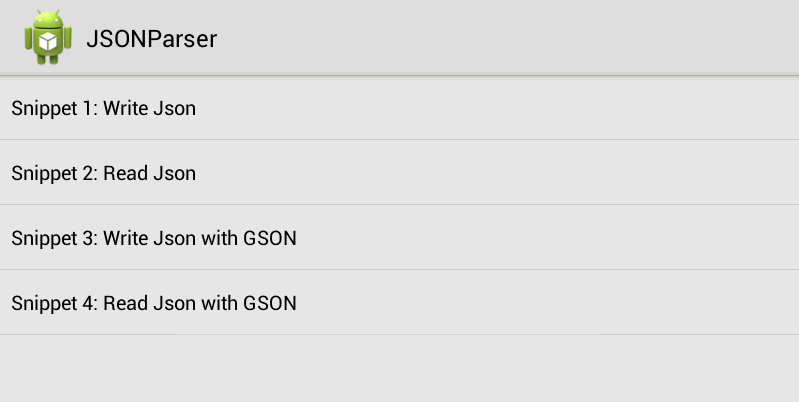 JSONParser
Snippet 1: Write Json
Snippet 2: Read Json
Snippet 3: Write Json with GSON
Snippet 4: Read Json with GSON